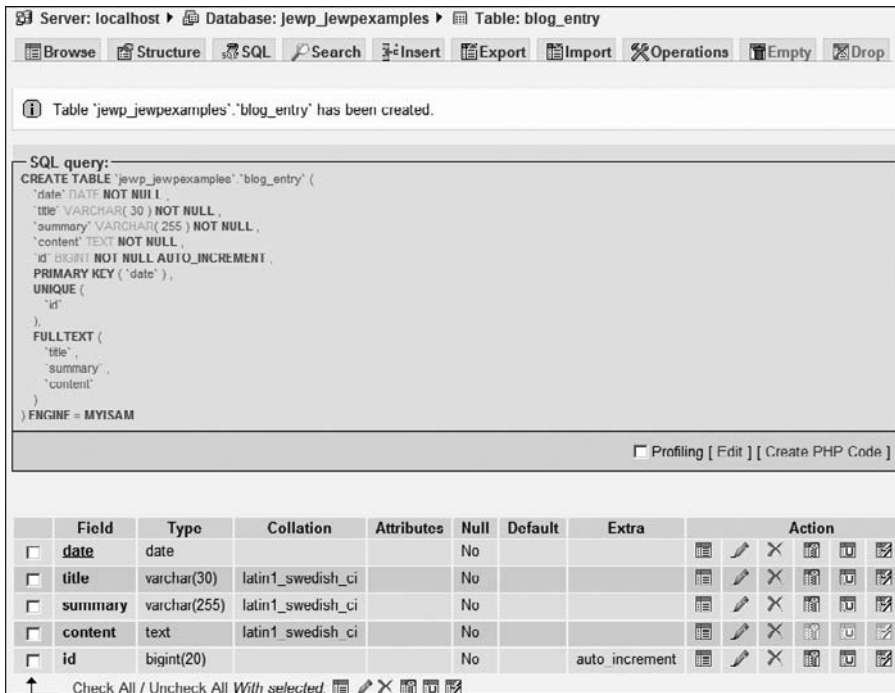 Server: localhost ▸ Database: jewp_jewpexamples ▸ Table: blog_entry
Browse Structure SQL Search Insert Export Import Operations Empty Drop
Table `jewp_jewpexamples`.`blog_entry` has been created.
SQL query:
CREATE TABLE `jewp_jewpexamples`.`blog_entry` (
`date` DATE NOT NULL ,
`title` VARCHAR( 30 ) NOT NULL ,
`summary` VARCHAR( 255 ) NOT NULL ,
`content` TEXT NOT NULL ,
`id` BIGINT NOT NULL AUTO_INCREMENT ,
PRIMARY KEY ( `date` ) ,
UNIQUE (
`id`
),
FULLTEXT (
`title` ,
`summary` ,
`content`
)
) ENGINE = MYISAM
Profiling [ Edit ] [ Create PHP Code ]
Field Type Collation Attributes Null Default Extra Action
date date No
title varchar(30) latin1_swedish_ci No
summary varchar(255) latin1_swedish_ci No
content text latin1_swedish_ci No
id bigint(20) No auto_increment
Check All / Uncheck All With selected: